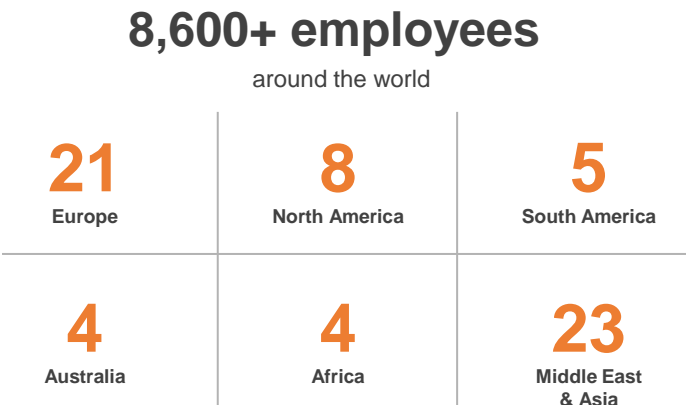 8,600+ employees
around the world
21
Europe
8
North America
5
South America
4
Australia
4
Africa
23
Middle East
& Asia